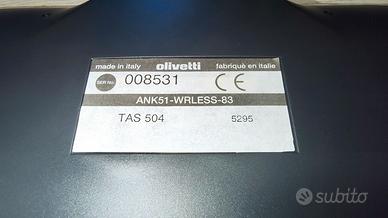 made in italy olivetti fabriqué en italie
SER No. 008531 CE
ANK51-WRLESS-83
TAS 504 5295
subito